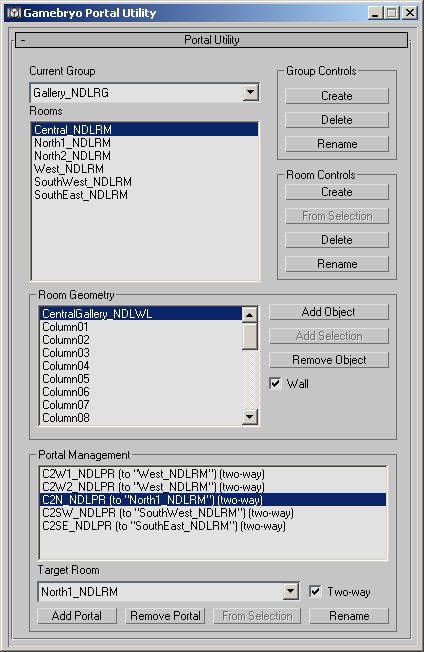 Gamebryo Portal Utility
- Portal Utility
Current Group
Gallery_NDLRG
Rooms
Central_NDLRM
North1_NDLRM
North2_NDLRM
West_NDLRM
SouthWest_NDLRM
SouthEast_NDLRM
Group Controls
Create
Delete
Rename
Room Controls
Create
From Selection
Delete
Rename
Room Geometry
CentralGallery_NDLWL
Column01
Column02
Column03
Column04
Column05
Column06
Column07
Column08
Add Object
Add Selection
Remove Object
Wall
Portal Management
C2W1_NDLPR (to "West_NDLRM") (two-way)
C2W2_NDLPR (to "West_NDLRM") (two-way)
C2N_NDLPR (to "North1_NDLRM") (two-way)
C2SW_NDLPR (to "SouthWest_NDLRM") (two-way)
C2SE_NDLPR (to "SouthEast_NDLRM") (two-way)
Target Room
North1_NDLRM
Two-way
Add Portal
Remove Portal
From Selection
Rename